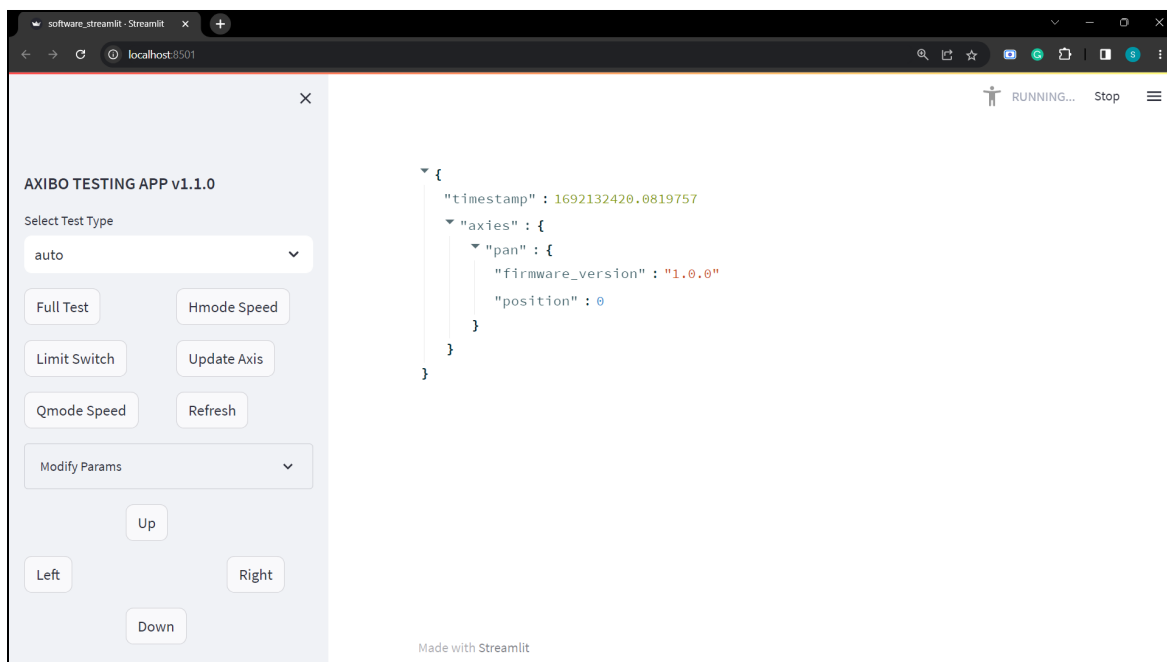 software_streamlit · Streamlit
localhost:8501
RUNNING... Stop
AXIBO TESTING APP v1.1.0
Select Test Type
auto
Full Test Hmode Speed
Limit Switch Update Axis
Qmode Speed Refresh
Modify Params
Up
Left Right
Down
{
"timestamp" : 1692132420.0819757
"axies" : {
"pan" : {
"firmware_version" : "1.0.0"
"position" : 0
}
}
}
Made with Streamlit
G
S